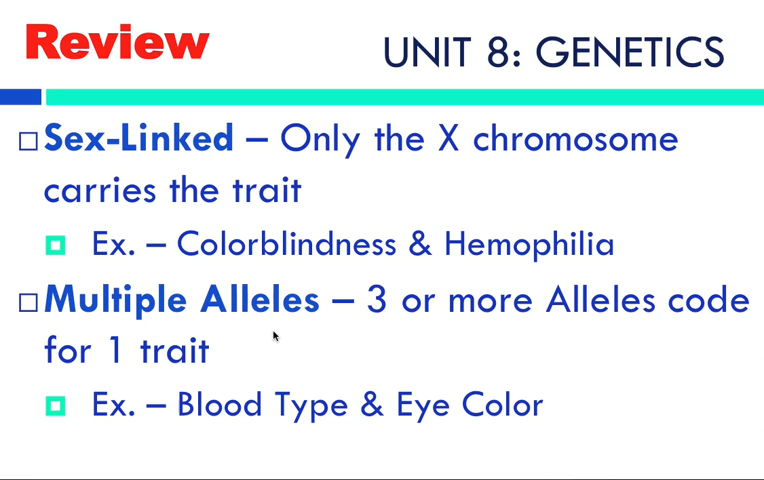 Review
UNIT 8: GENETICS
Sex-Linked – Only the X chromosome
carries the trait
Ex. – Colorblindness & Hemophilia
Multiple Alleles – 3 or more Alleles code
for 1 trait
Ex. – Blood Type & Eye Color